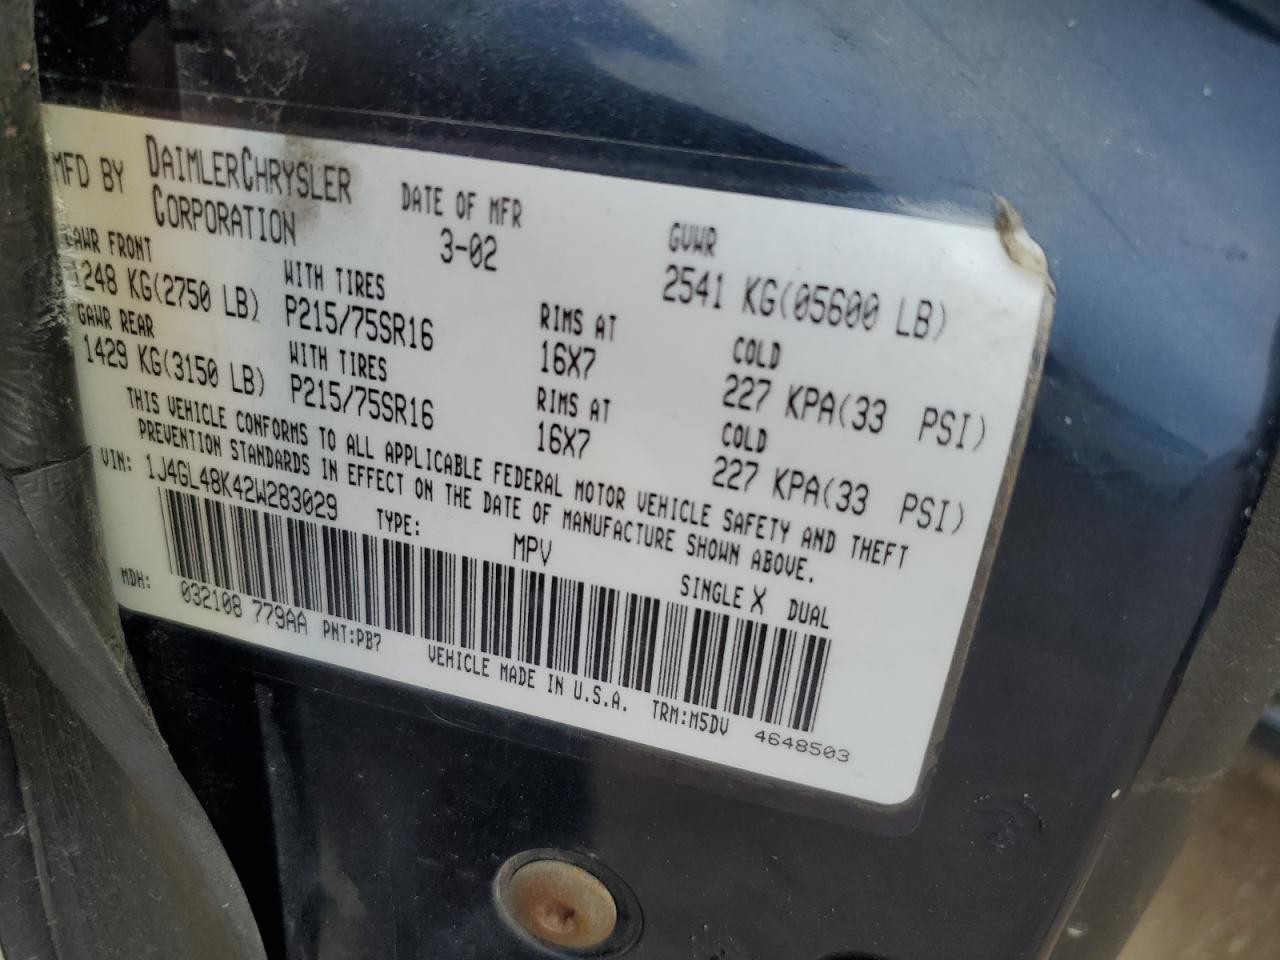 MFD BY DAIMLERCHRYSLER CORPORATION DATE OF MFR 3-02 GVWR 2541 KG(05600 LB)
GAWR FRONT WITH TIRES RIMS AT COLD
1248 KG(2750 LB) P215/75SR16 16X7 227 KPA(33 PSI)
GAWR REAR WITH TIRES RIMS AT COLD
1429 KG(3150 LB) P215/75SR16 16X7 227 KPA(33 PSI)
THIS VEHICLE CONFORMS TO ALL APPLICABLE FEDERAL MOTOR VEHICLE SAFETY AND THEFT
PREVENTION STANDARDS IN EFFECT ON THE DATE OF MANUFACTURE SHOWN ABOVE.
VIN: 1J4GL48K42W283029 TYPE: MPV SINGLE X DUAL
MDH: 032108 779AA PNT:PB7 VEHICLE MADE IN U.S.A. TRM:M5DV 4648503